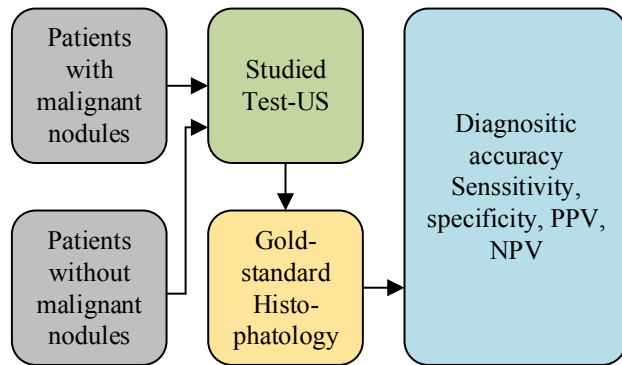 Patients
with
malignant
nodules
Studied
Test-US
Diagnositic
accuracy
Senssitivity,
specificity, PPV,
NPV
Patients
without
malignant
nodules
Gold-
standard
Histo-
phatology